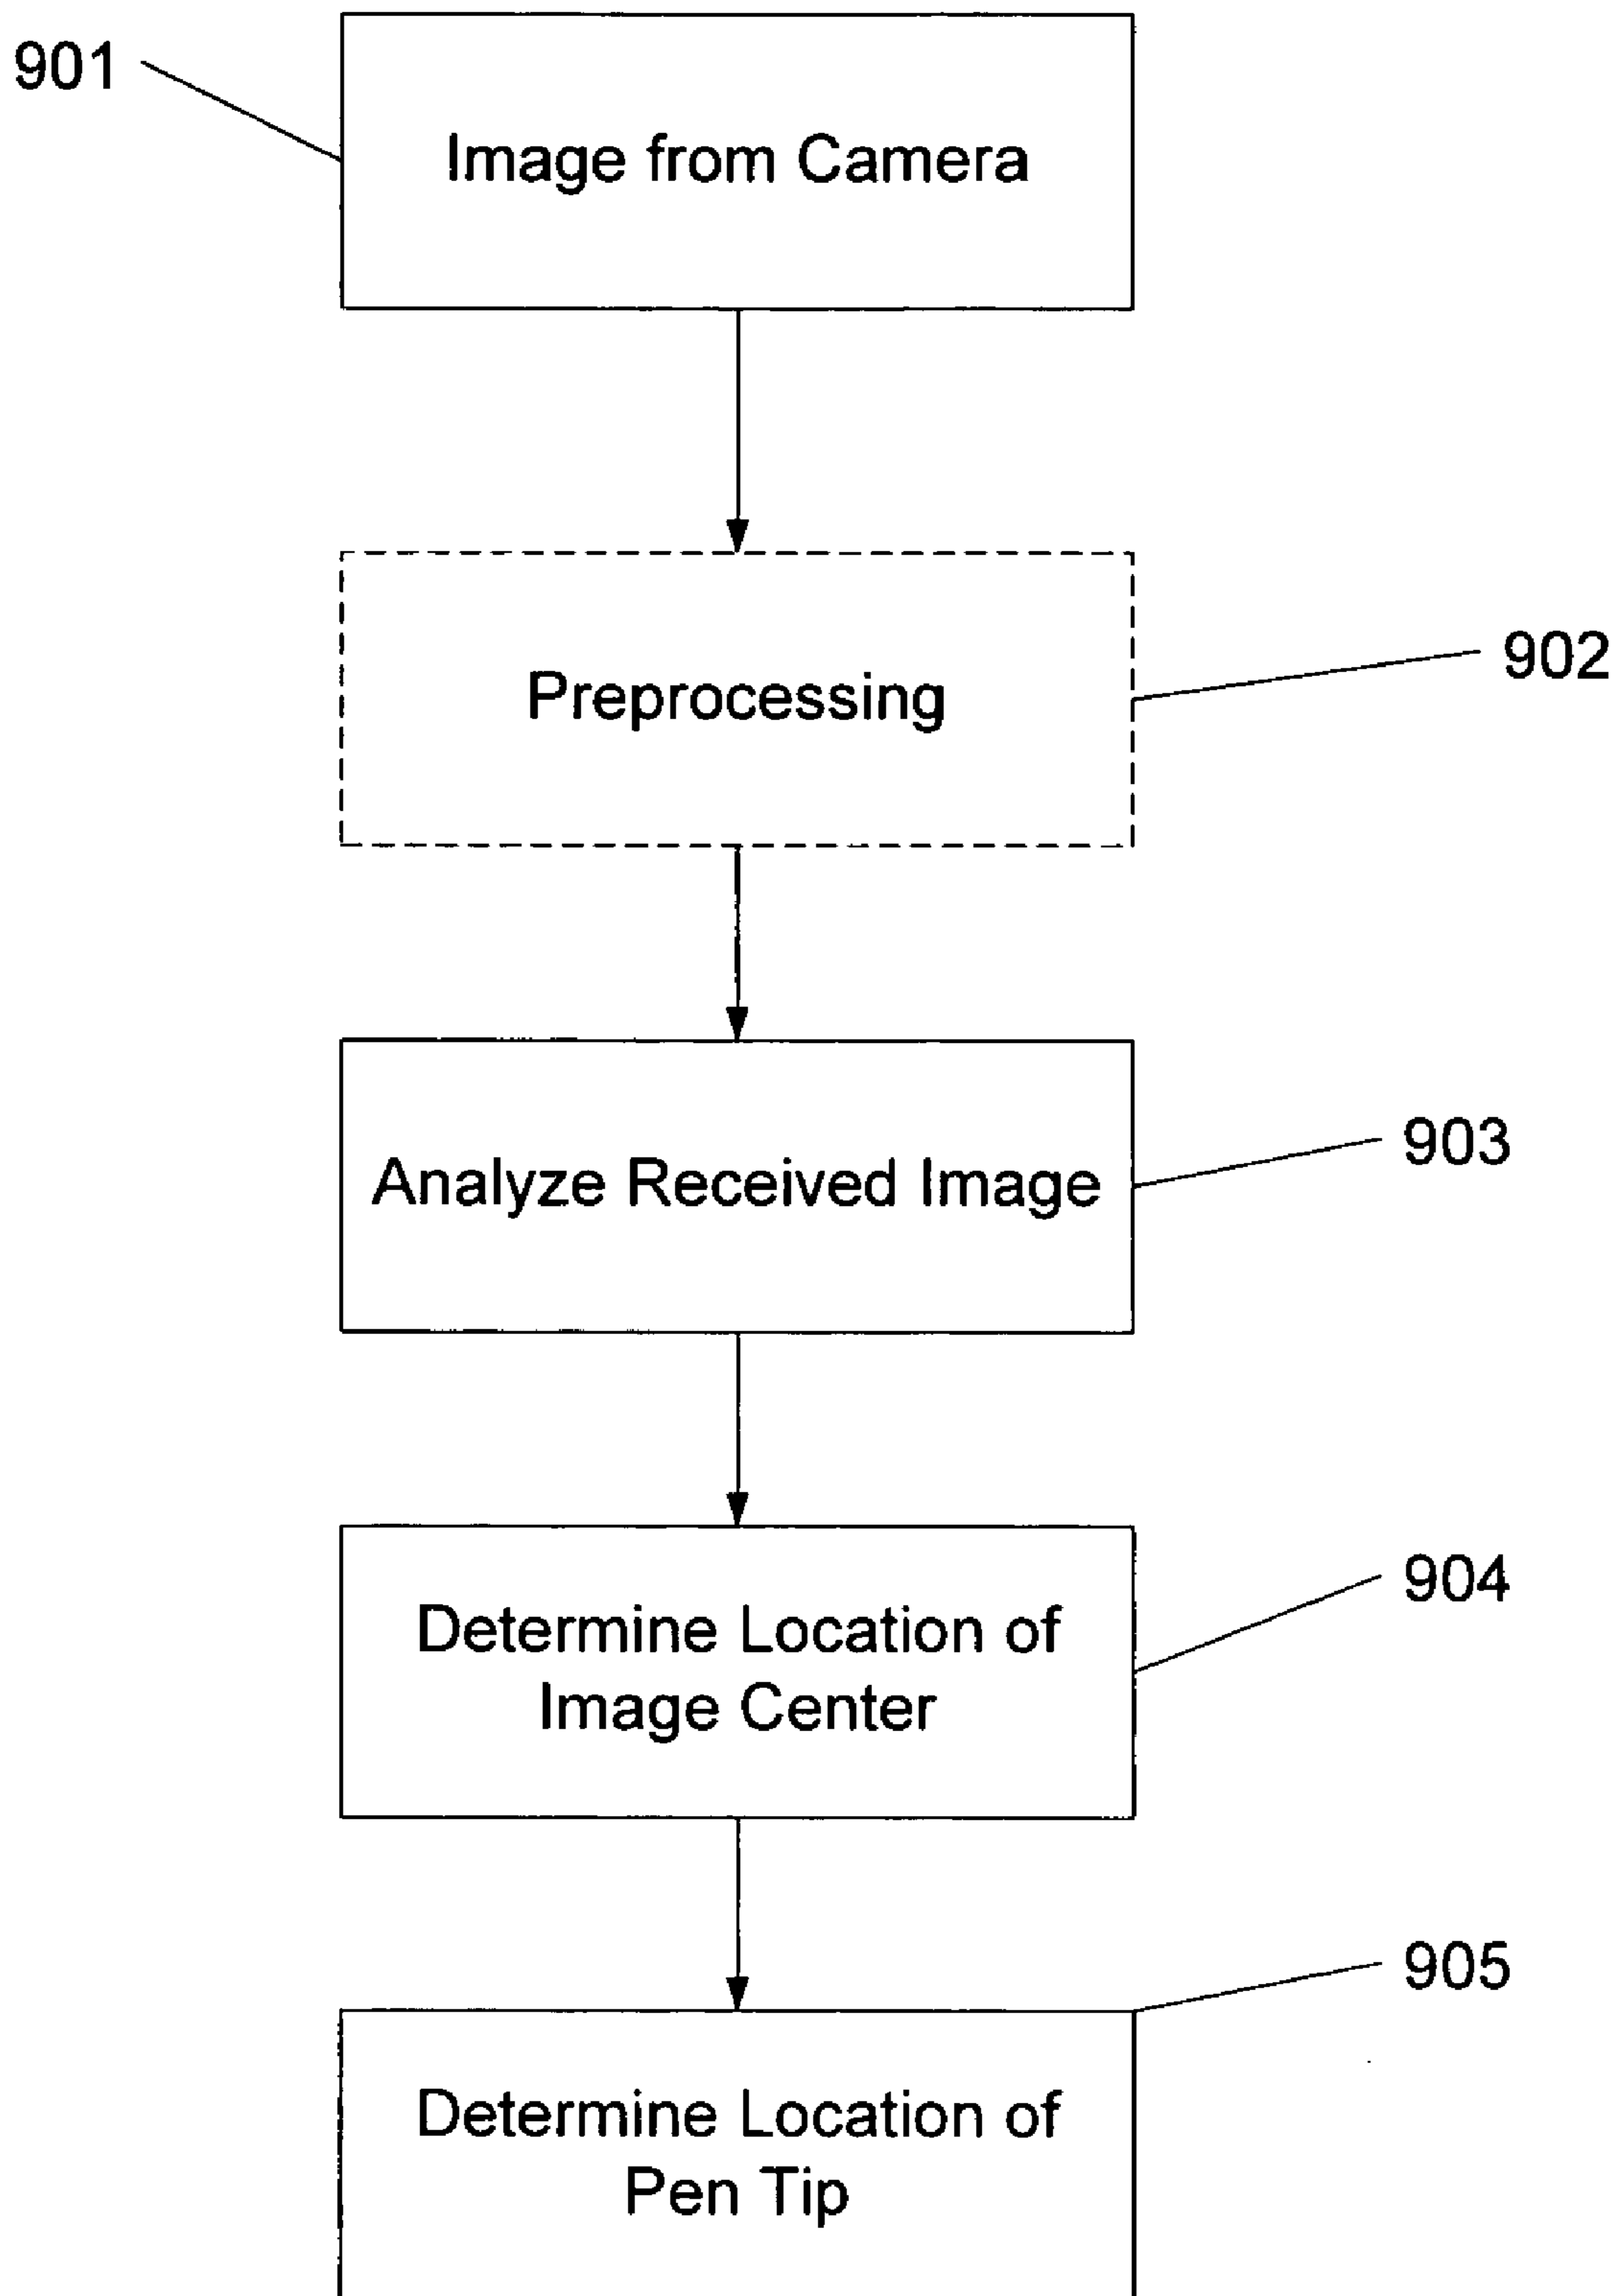 901
Image from Camera
902
Preprocessing
903
Analyze Received Image
904
Determine Location of
Image Center
905
Determine Location of
Pen Tip